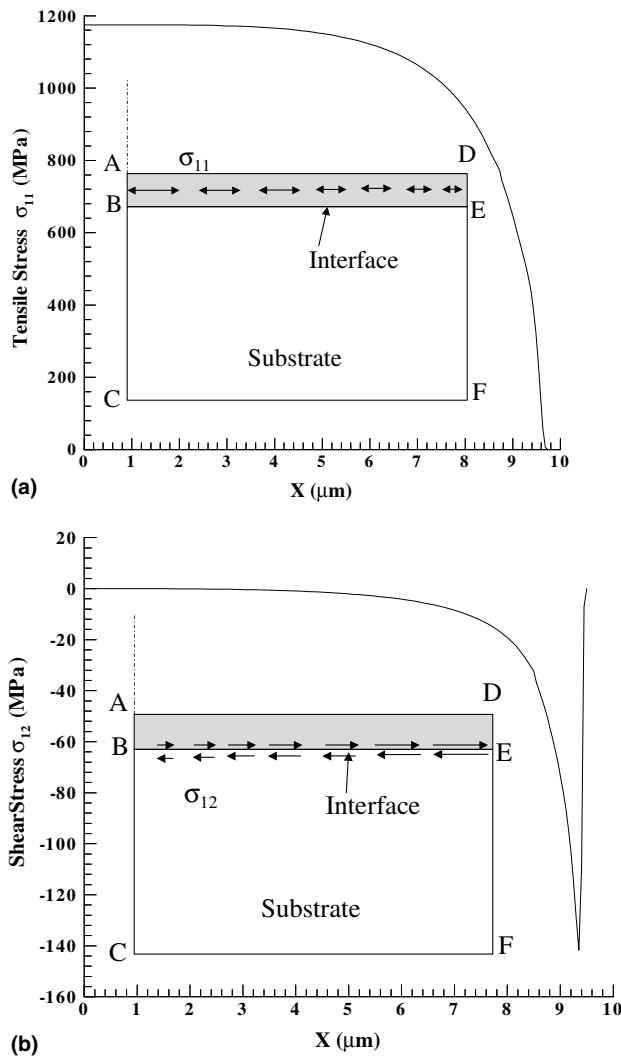 1200
1000
800
600
400
200
0
Tensile Stress σ11 (MPa)
A
σ11
D
B
E
Interface
Substrate
C
F
0 1 2 3 4 5 6 7 8 9 10
(a)
X (μm)
20
0
-20
-40
-60
-80
-100
-120
-140
-160
ShearStress σ12 (MPa)
A
D
B
E
σ12
Interface
Substrate
C
F
0 1 2 3 4 5 6 7 8 9 10
(b)
X (μm)